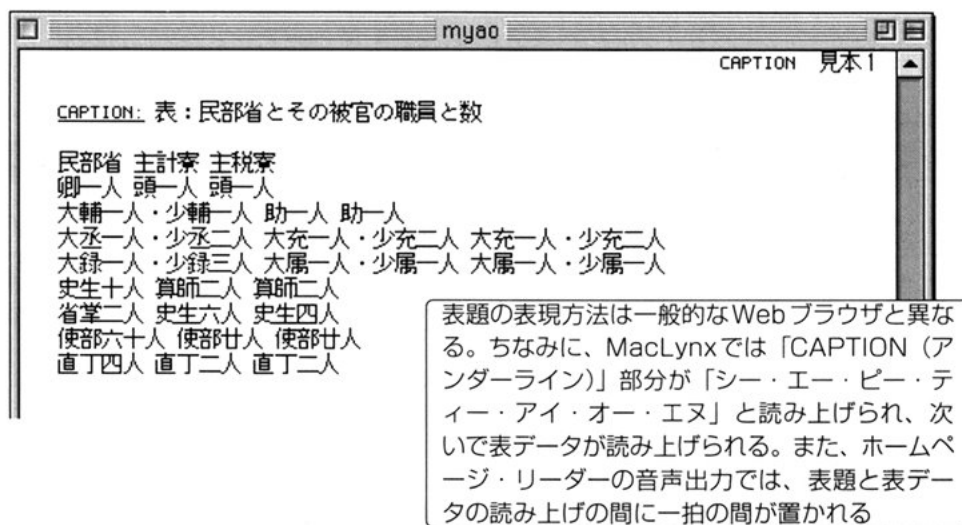 myao
CAPTION 見本1
CAPTION: 表：民部省とその被官の職員と数
民部省 主計寮 主税寮
卿一人 頭一人 頭一人
大輔一人・少輔一人 助一人 助一人
大丞一人・少丞二人 大充一人・少充二人 大充一人・少充二人
大録一人・少録三人 大属一人・少属一人 大属一人・少属一人
史生十人 算師二人 算師二人
省掌二人 史生六人 史生四人
使部六十人 使部廿人 使部廿人
直丁四人 直丁二人 直丁二人
表題の表現方法は一般的なWebブラウザと異な
る。ちなみに、MacLynxでは「CAPTION（ア
ンダーライン）」部分が「シー・エー・ピー・テ
ィー・アイ・オー・エヌ」と読み上げられ、次
いで表データが読み上げられる。また、ホームペ
ージ・リーダーの音声出力では、表題と表デー
タの読み上げの間に一拍の間が置かれる